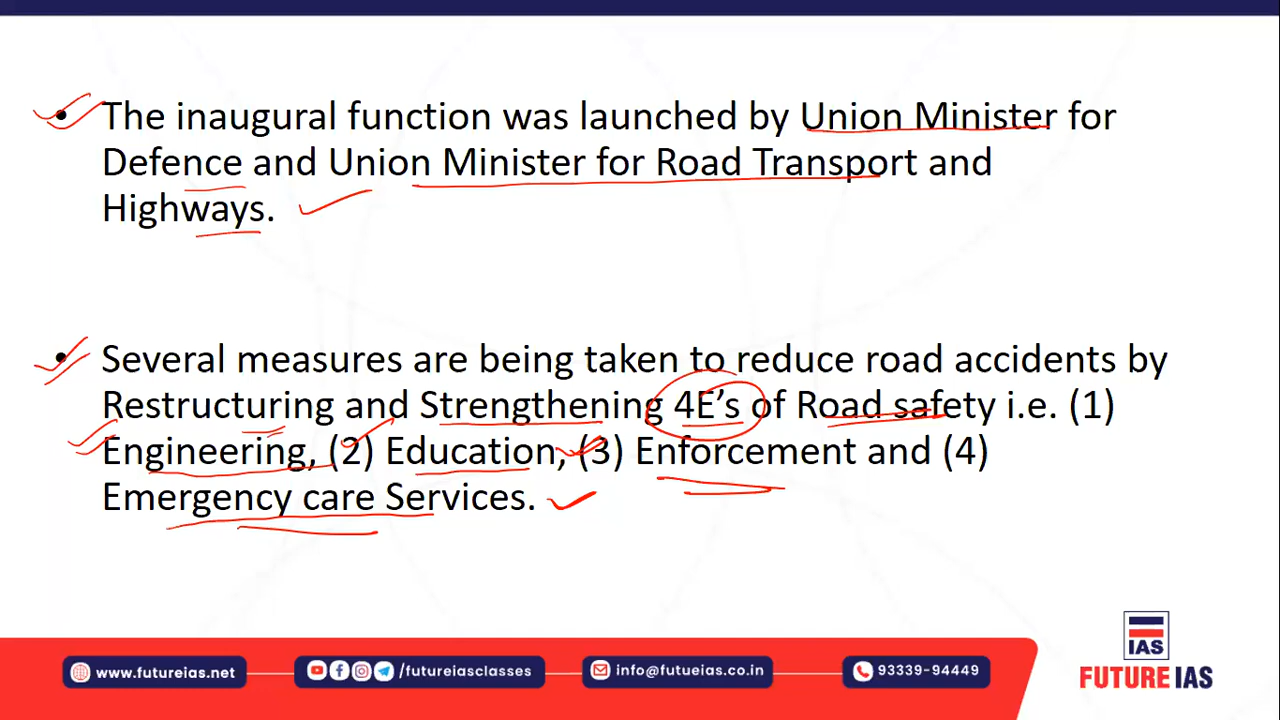 • The inaugural function was launched by Union Minister for
Defence and Union Minister for Road Transport and
Highways.
• Several measures are being taken to reduce road accidents by
Restructuring and Strengthening 4E's of Road safety i.e. (1)
Engineering, (2) Education, (3) Enforcement and (4)
Emergency care Services.
www.futureias.net
/futureiasclasses
info@futueias.co.in
93339-94449
IAS
FUTURE IAS